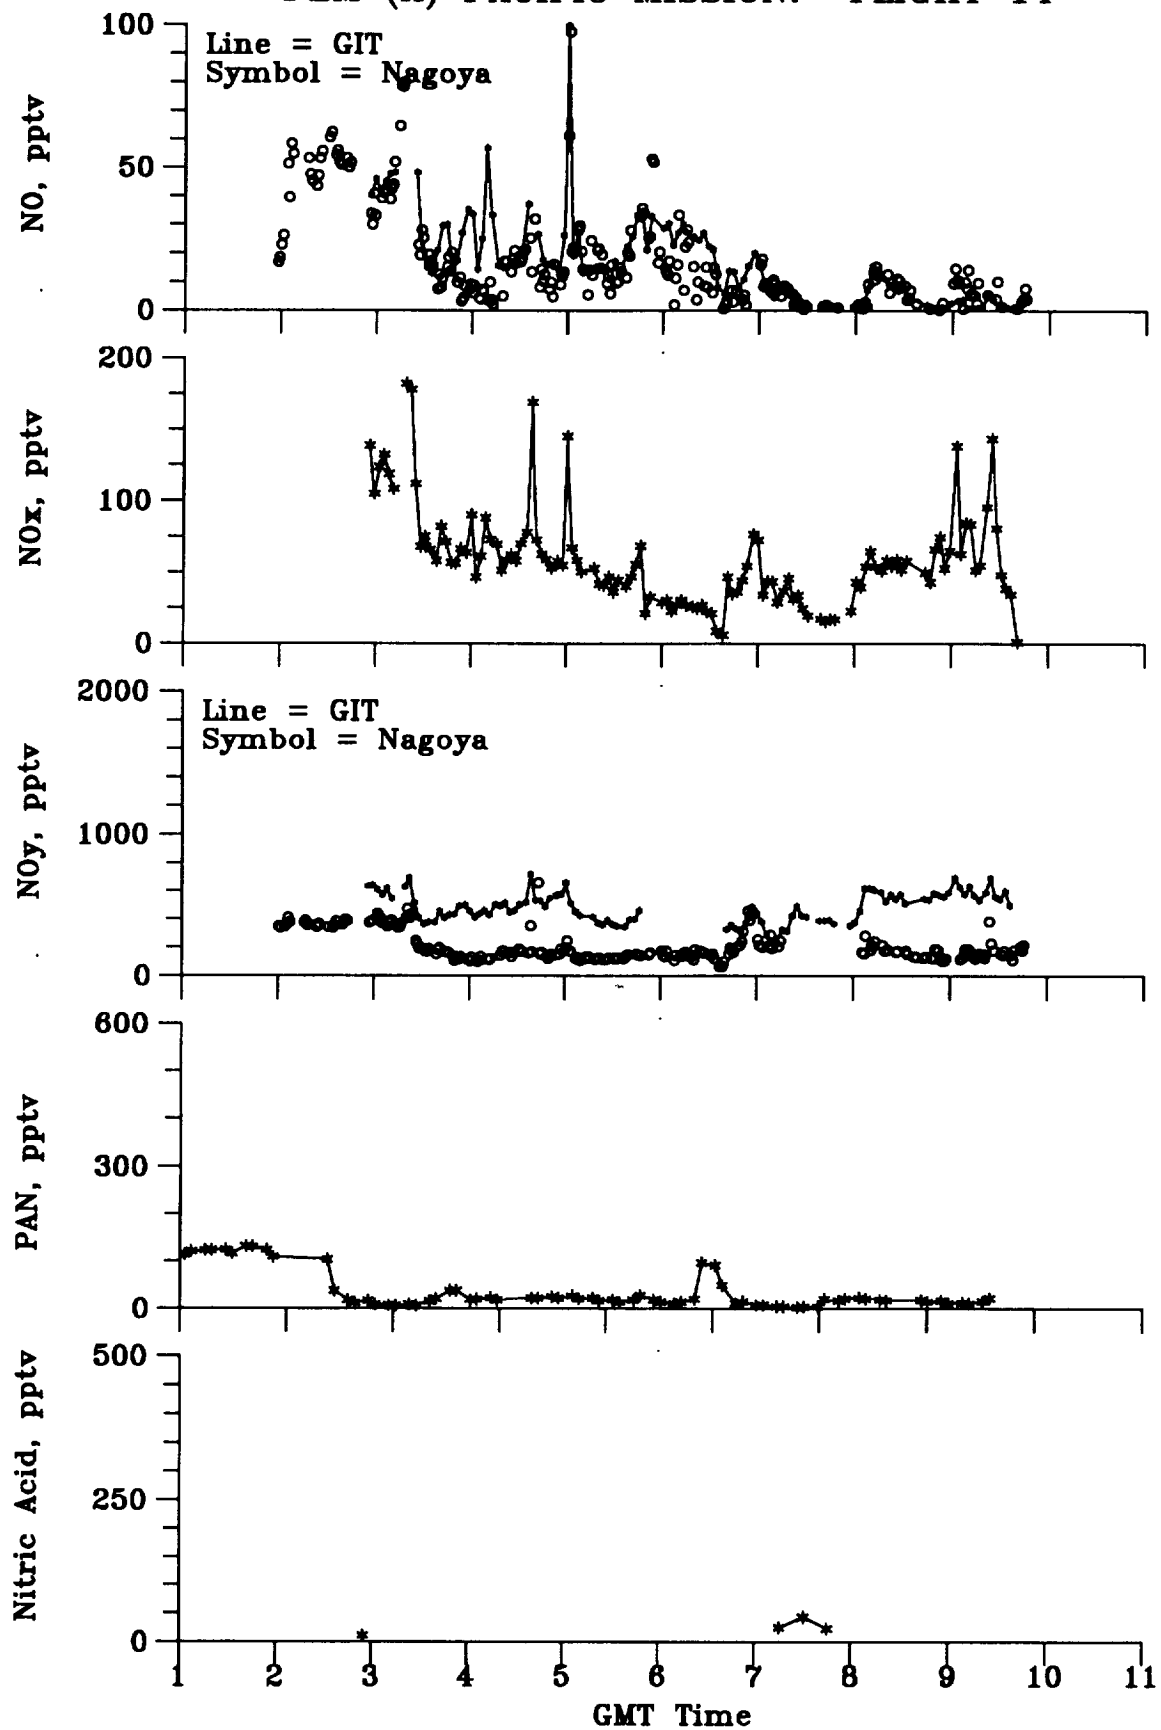 100
Line = GIT
Symbol = Nagoya
50
0
NO, pptv
200
100
0
NOx, pptv
2000
Line = GIT
Symbol = Nagoya
1000
0
NOy, pptv
600
300
0
PAN, pptv
500
250
0
Nitric Acid, pptv
1 2 3 4 5 6 7 8 9 10 11
GMT Time